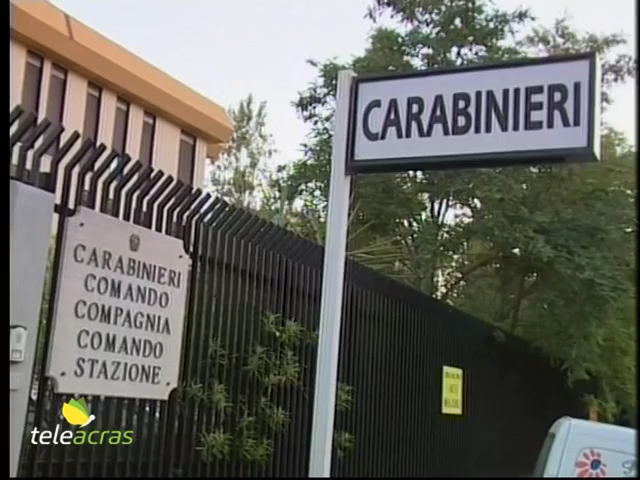 CARABINIERI
CARABINIERI
COMANDO
COMPAGNIA
COMANDO
STAZIONE
teleacras